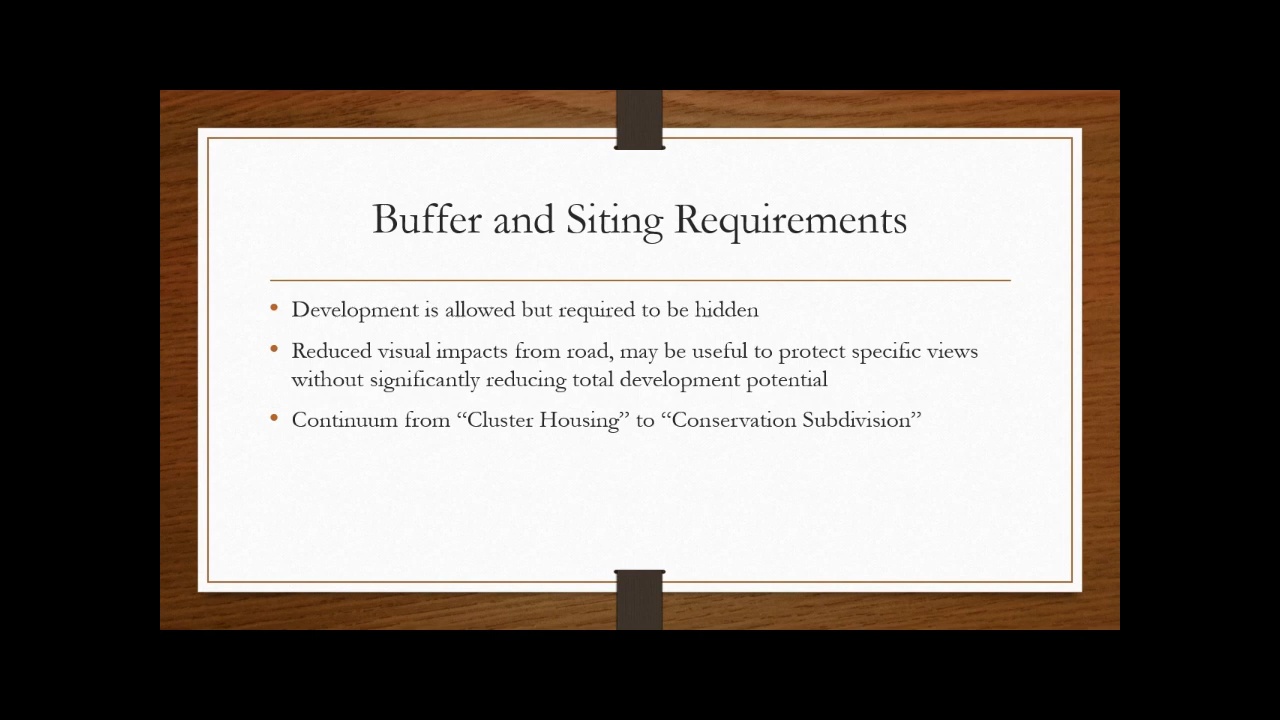 Buffer and Siting Requirements
• Development is allowed but required to be hidden
• Reduced visual impacts from road, may be useful to protect specific views
without significantly reducing total development potential
• Continuum from “Cluster Housing” to “Conservation Subdivision”